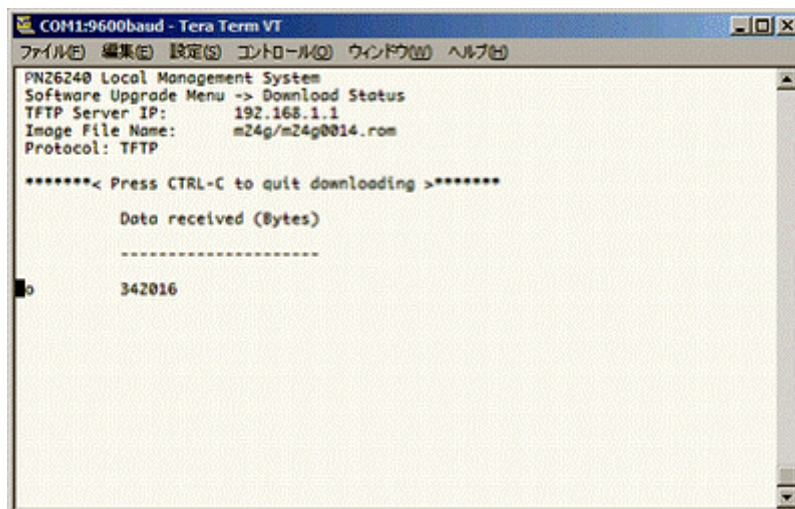 COM1:9600baud - Tera Term VT
ファイル(F) 編集(E) 設定(S) コントロール(O) ウィンドウ(W) ヘルプ(H)
PN26240 Local Management System
Software Upgrade Menu -> Download Status
TFTP Server IP: 192.168.1.1
Image File Name: m24g/m24g0014.rom
Protocol: TFTP
*******< Press CTRL-C to quit downloading >*******
Data received (Bytes)
---------------------
o 342016